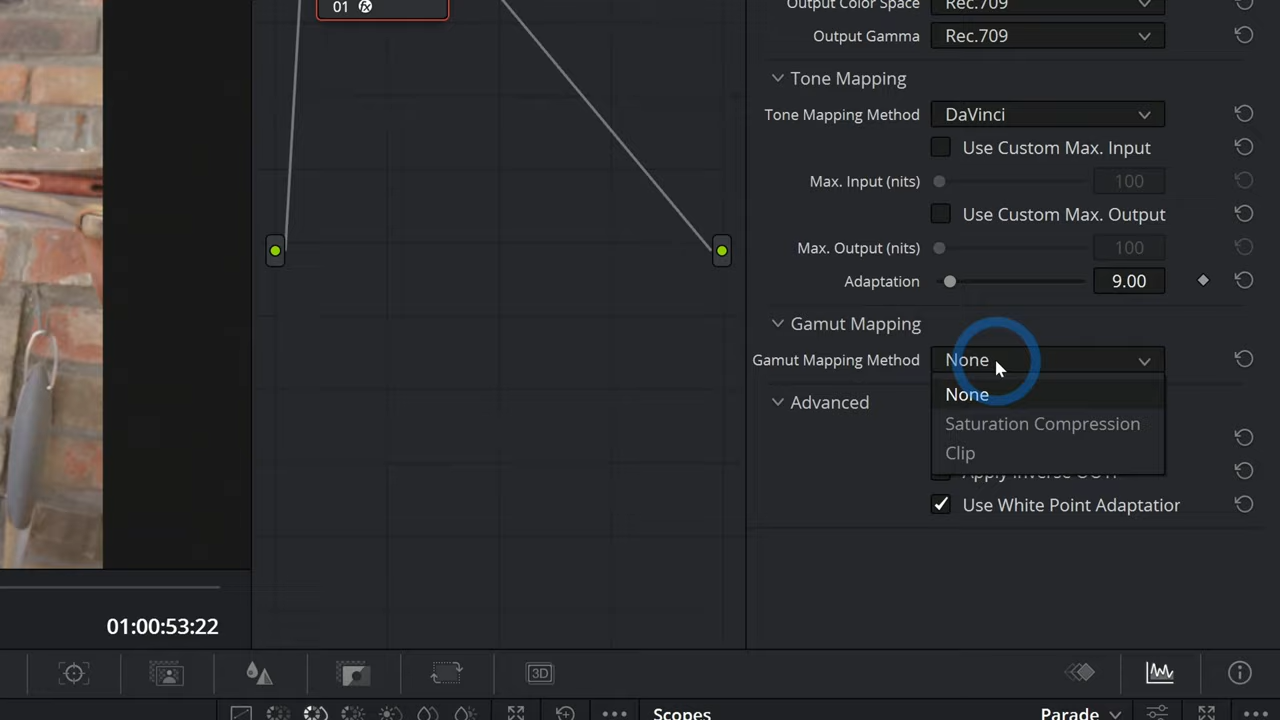 Output Color Space Rec.709
01
Output Gamma Rec.709
Tone Mapping
Tone Mapping Method DaVinci
Use Custom Max. Input
Max. Input (nits) 100
Use Custom Max. Output
Max. Output (nits) 100
Adaptation 9.00
Gamut Mapping
Gamut Mapping Method None
None
Advanced
Saturation Compression
Clip
Use White Point Adaptation
01:00:53:22
3D
Scopes
Parade